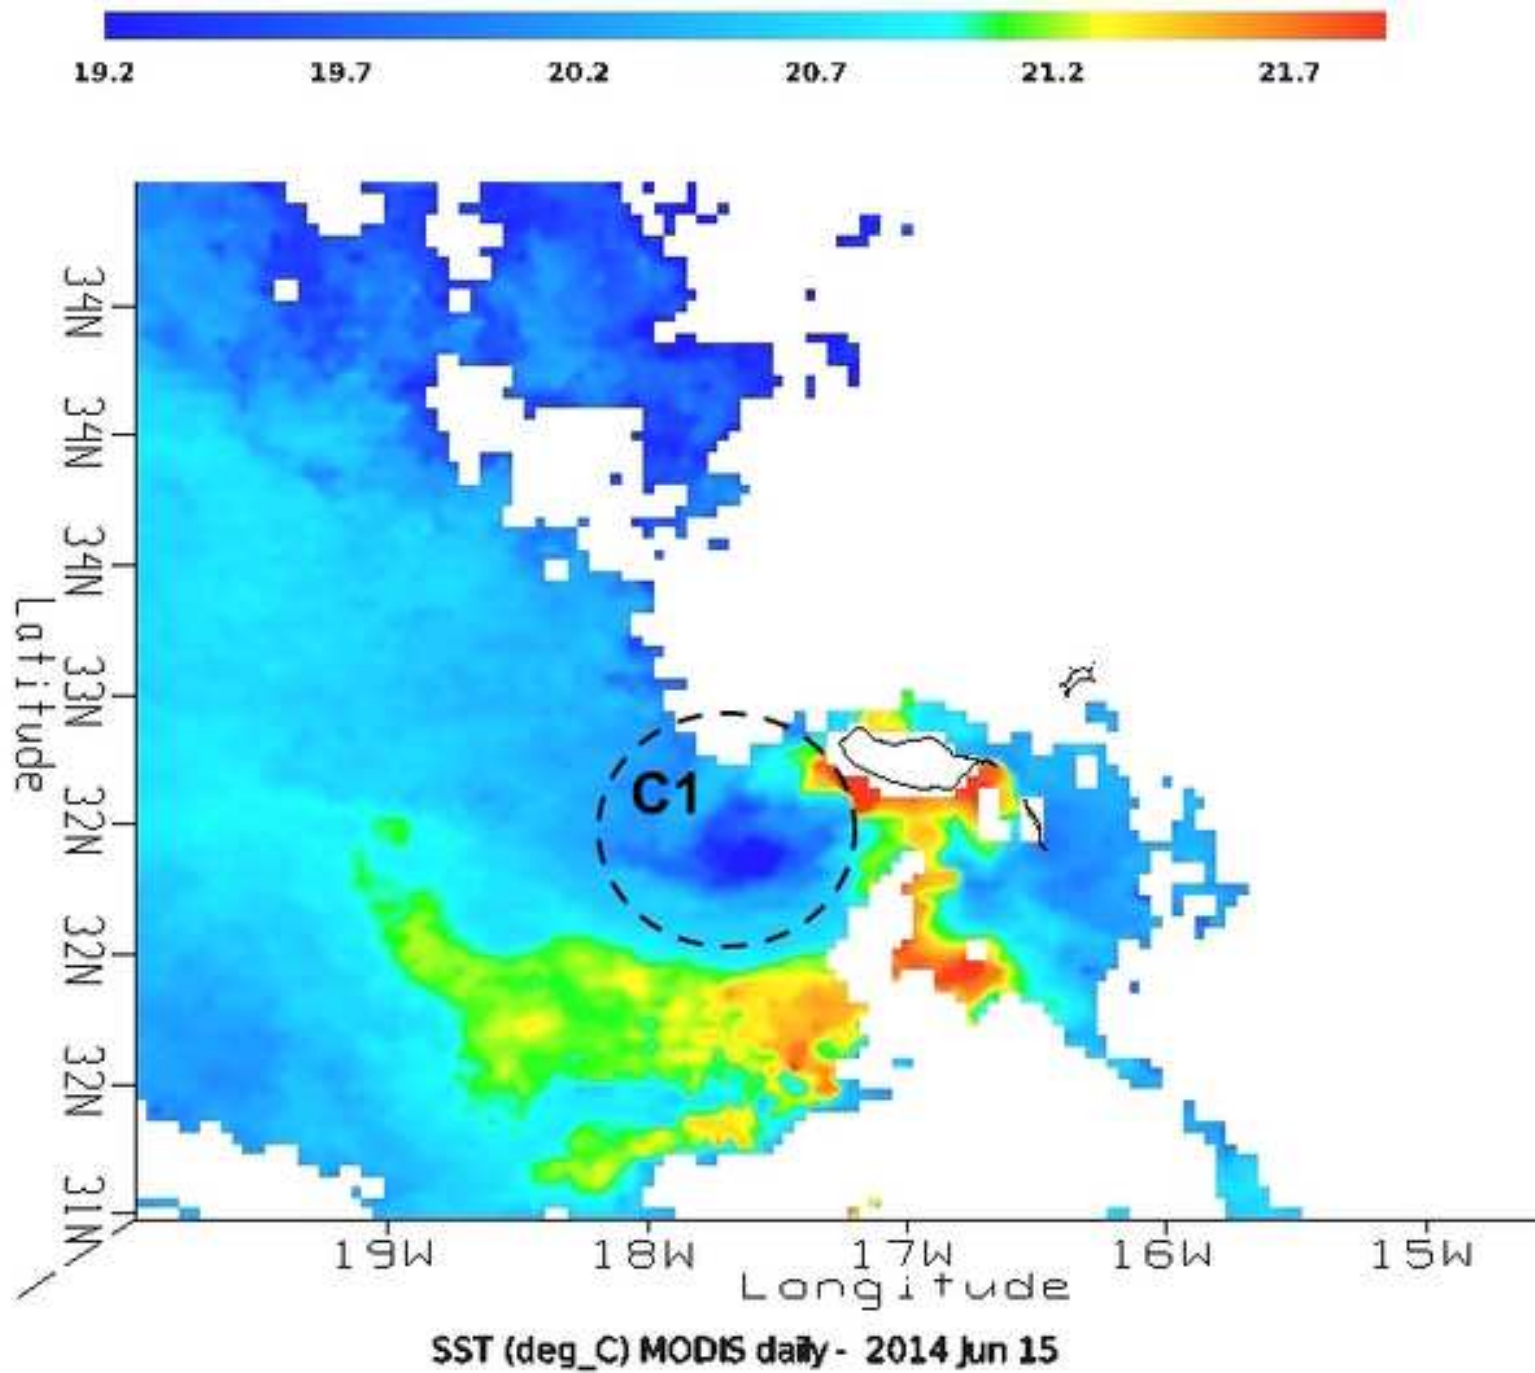 19.2 19.7 20.2 20.7 21.2 21.7
34N
34N
34N
33N
32N
32N
32N
31N
Latitude
C1
19W 18W 17W 16W 15W
Longitude
SST (deg_C) MODIS daily - 2014 Jun 15